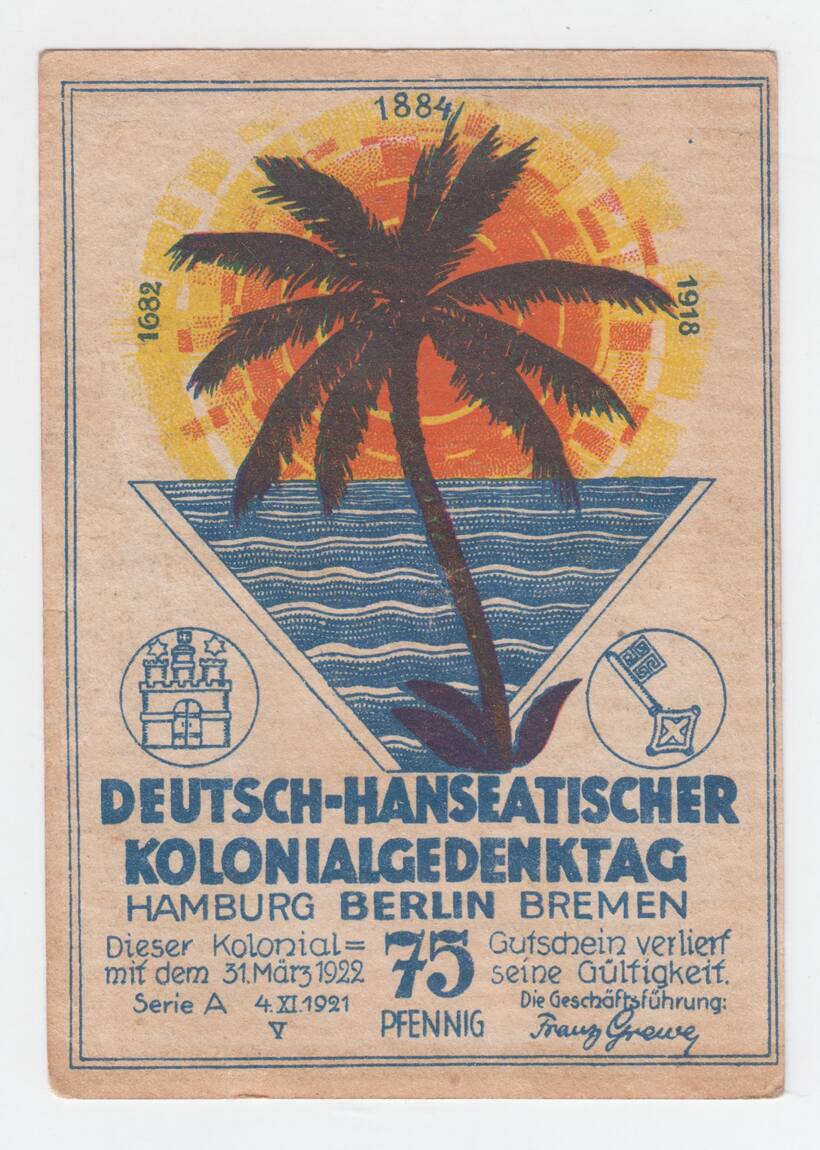 1884
1682
1918
DEUTSCH-HANSEATISCHER
KOLONIALGEDENKTAG
HAMBURG BERLIN BREMEN
Dieser Kolonial= 75 Gutschein verliert
mit dem 31. März 1922 seine Gültigkeit.
Serie A 4.XI.1921 PFENNIG Die Geschäftsführung:
V Franz Grewe